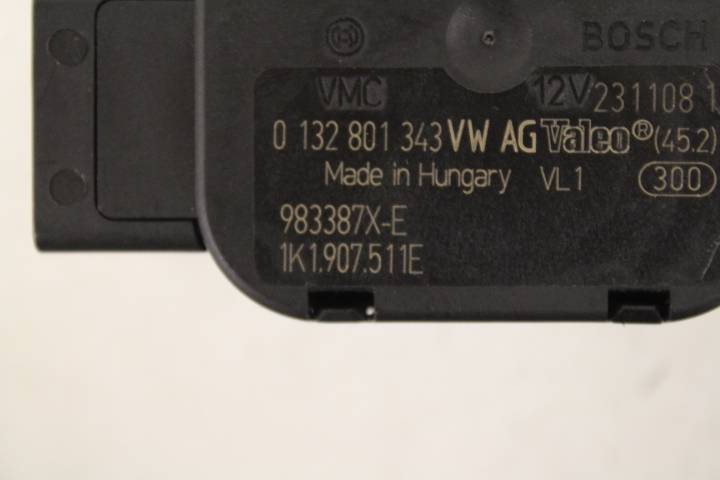 BOSCH
VMC 12V 231108 1
0 132 801 343 VW AG Valeo® (45.2)
Made in Hungary VL1 300
983387X-E
1K1.907.511E